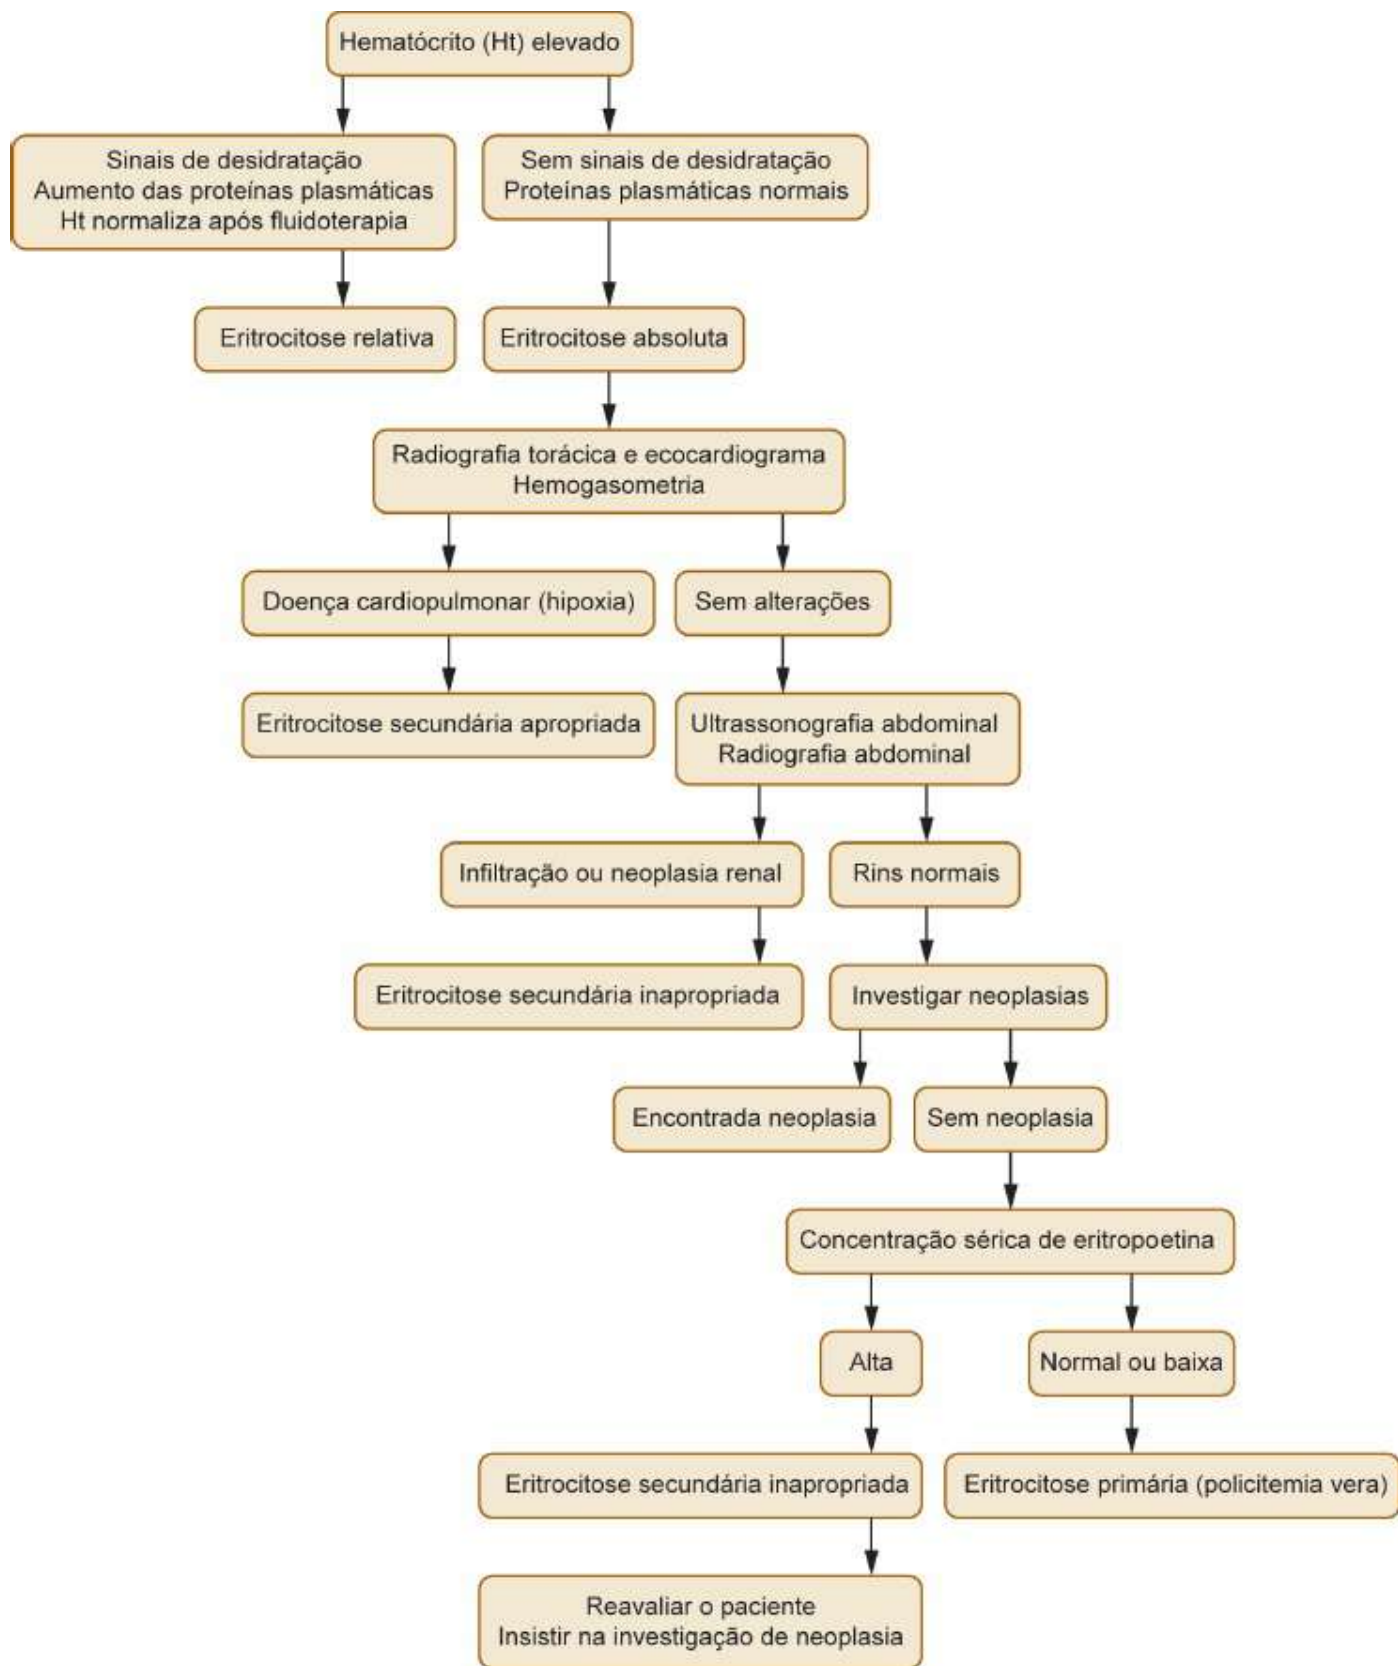 Hematócrito (Ht) elevado
Sinais de desidratação
Aumento das proteínas plasmáticas
Ht normaliza após fluidoterapia
Sem sinais de desidratação
Proteínas plasmáticas normais
Eritrocitose relativa
Eritrocitose absoluta
Radiografia torácica e ecocardiograma
Hemogasometria
Doença cardiopulmonar (hipoxia)
Sem alterações
Eritrocitose secundária apropriada
Ultrassonografia abdominal
Radiografia abdominal
Infiltração ou neoplasia renal
Rins normais
Eritrocitose secundária inapropriada
Investigar neoplasias
Encontrada neoplasia
Sem neoplasia
Concentração sérica de eritropoetina
Alta
Normal ou baixa
Eritrocitose secundária inapropriada
Eritrocitose primária (policitemia vera)
Reavaliar o paciente
Insistir na investigação de neoplasia